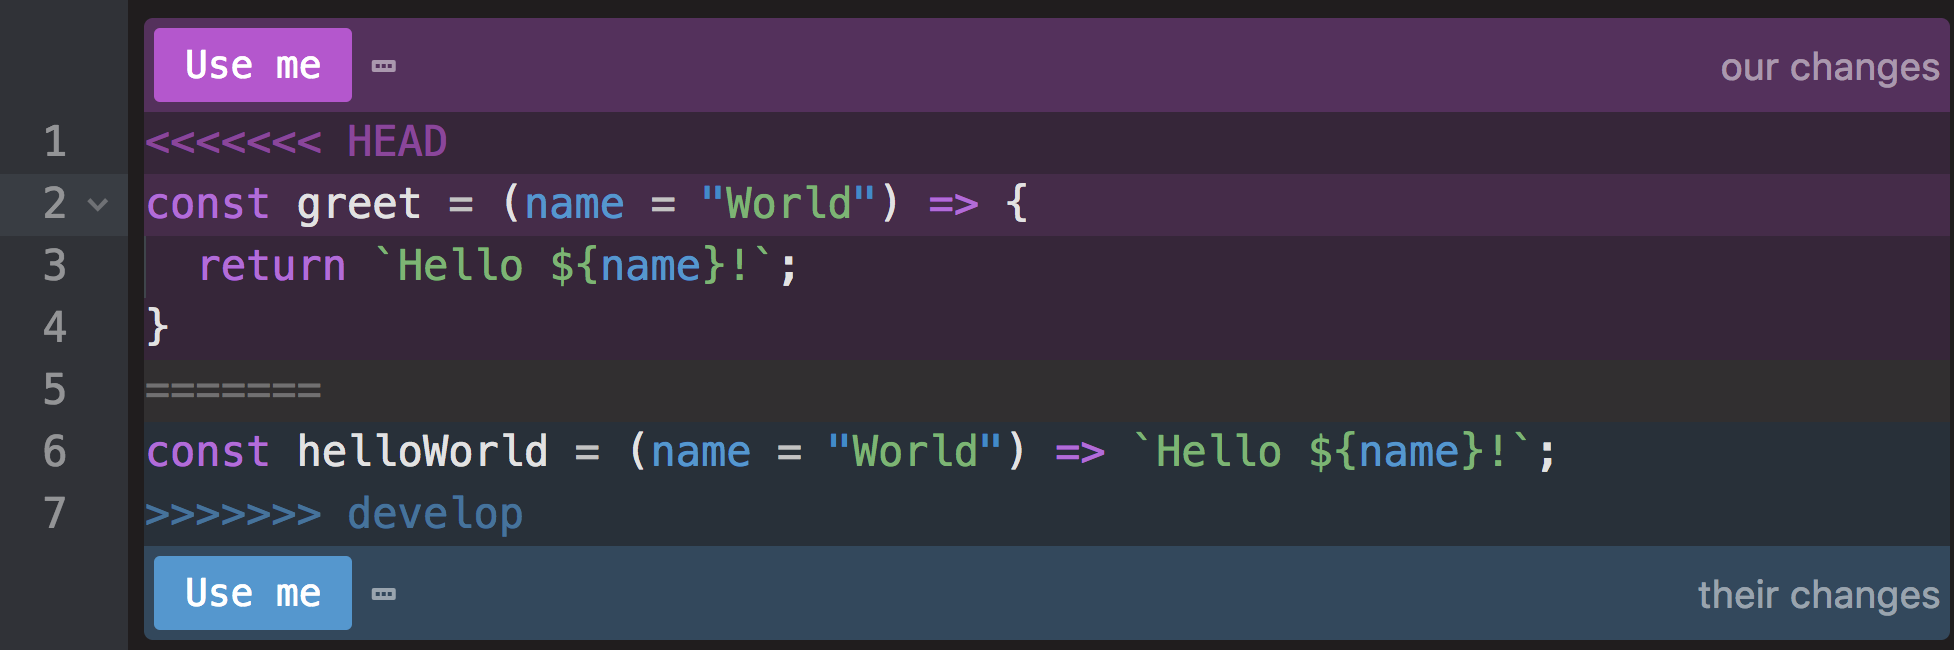 Use me our changes
1 <<<<<<< HEAD
2 const greet = (name = "World") => {
3   return `Hello ${name}!`;
4 }
5 =======
6 const helloWorld = (name = "World") => `Hello ${name}!`;
7 >>>>>>> develop
Use me their changes